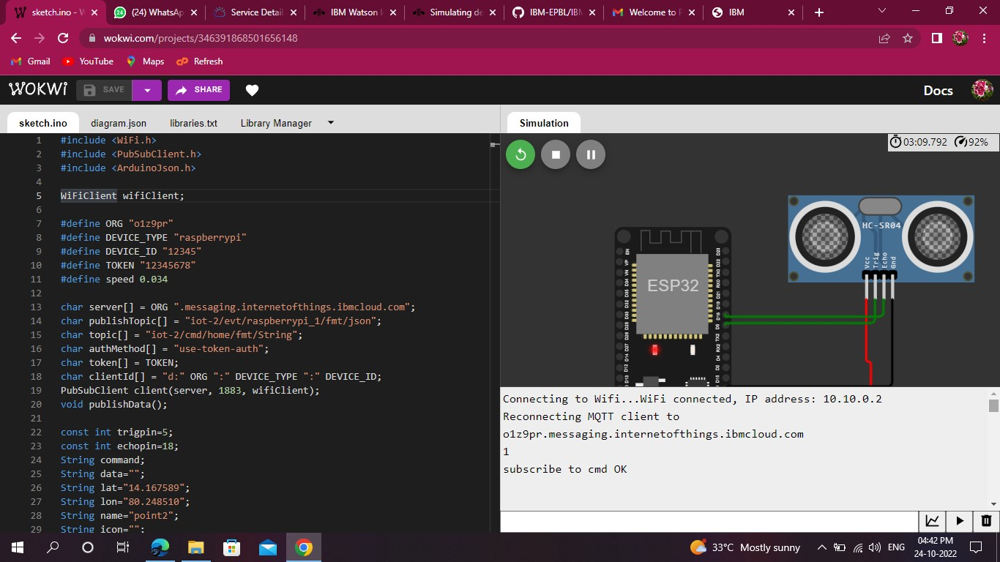 sketch.ino - W
(24) WhatsAp
Service Detail
IBM Watson I
Simulating de
IBM-EPBL/IBM
Welcome to P
IBM
wokwi.com/projects/346391868501656148
Gmail
YouTube
Maps
Refresh
WOKWI
SAVE
SHARE
Docs
sketch.ino
diagram.json
libraries.txt
Library Manager
Simulation
1 #include <WiFi.h>
2 #include <PubSubClient.h>
3 #include <ArduinoJson.h>
4
5 WiFiClient wifiClient;
6
7 #define ORG "o1z9pr"
8 #define DEVICE_TYPE "raspberrypi"
9 #define DEVICE_ID "12345"
10 #define TOKEN "12345678"
11 #define speed 0.034
12
13 char server[] = ORG ".messaging.internetofthings.ibmcloud.com";
14 char publishTopic[] = "iot-2/evt/raspberrypi_1/fmt/json";
15 char topic[] = "iot-2/cmd/home/fmt/String";
16 char authMethod[] = "use-token-auth";
17 char token[] = TOKEN;
18 char clientId[] = "d:" ORG ":" DEVICE_TYPE ":" DEVICE_ID;
19 PubSubClient client(server, 1883, wifiClient);
20 void publishData();
21
22 const int trigpin=5;
23 const int echopin=18;
24 String command;
25 String data="";
26 String lat="14.167589";
27 String lon="80.248510";
28 String name="point2";
29 String icon="";
03:09.792
92%
HC-SR04
Vcc
Trig
Echo
Gnd
ESP32
Connecting to Wifi...WiFi connected, IP address: 10.10.0.2
Reconnecting MQTT client to
o1z9pr.messaging.internetofthings.ibmcloud.com
1
subscribe to cmd OK
33°C Mostly sunny
ENG
04:42 PM
24-10-2022